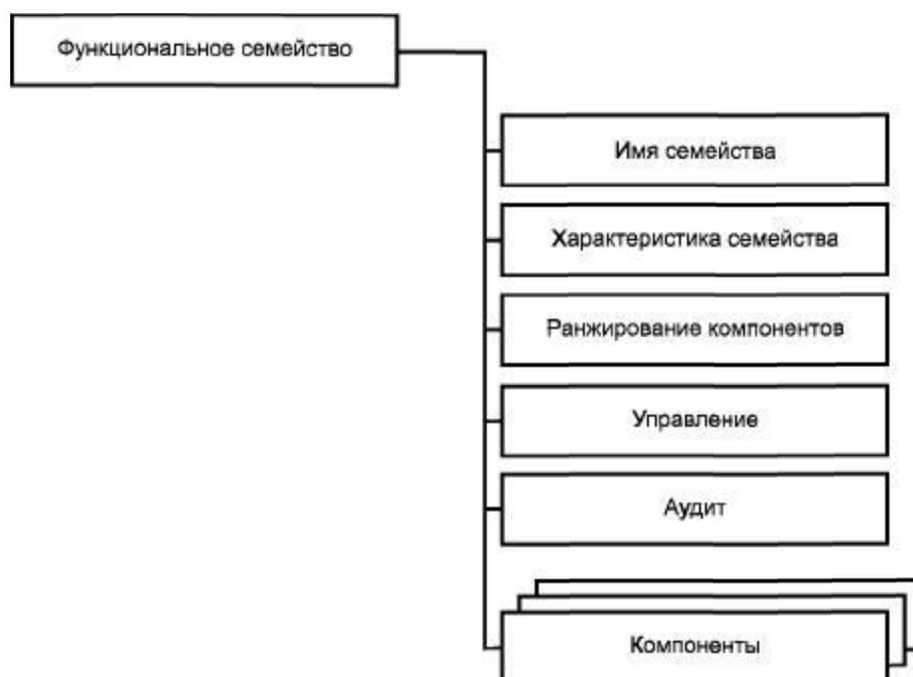 Функциональное семейство
Имя семейства
Характеристика семейства
Ранжирование компонентов
Управление
Аудит
Компоненты